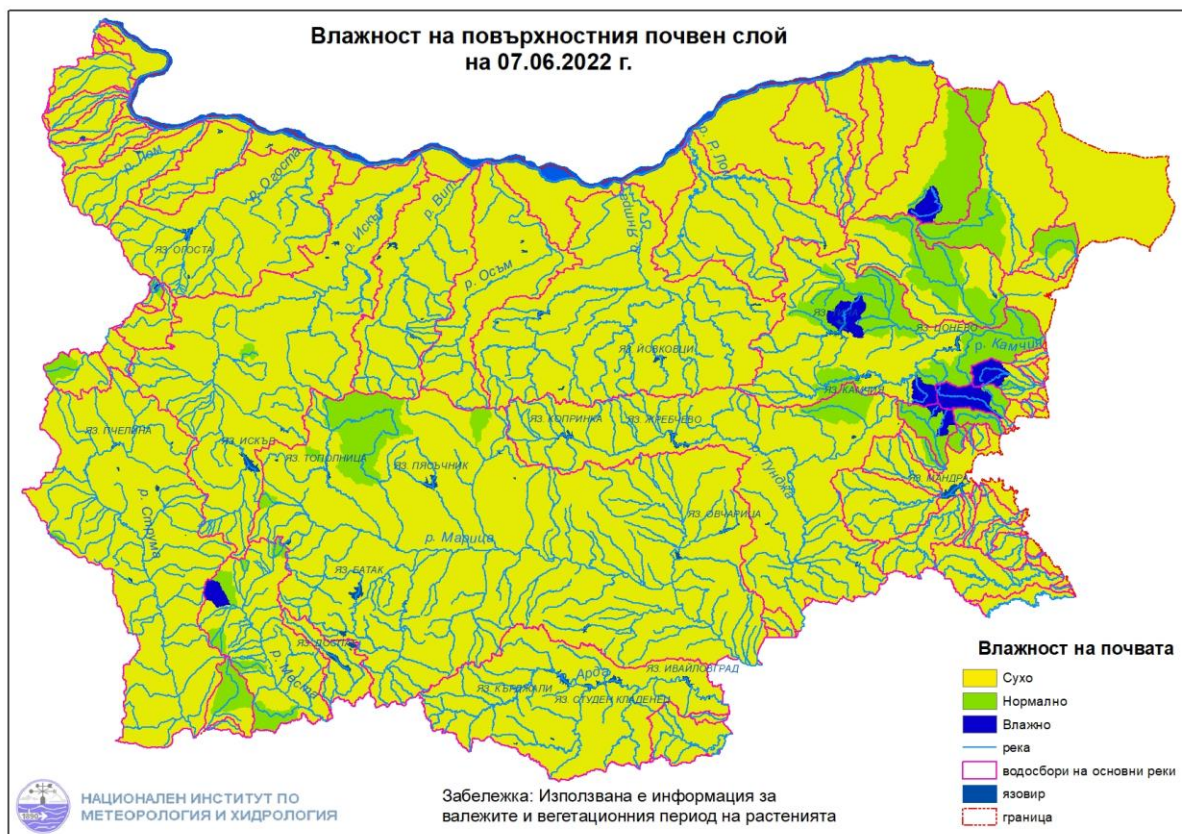 Влажност на повърхностния почвен слой
на 07.06.2022 г.
р. Лом
р. Огоста
р. Искър
р. Вит
р. Осъм
р. Р. Лом
яз. ОГОСТА
яз. ЙОВКОВЦИ
яз. ЦОНЕВО
р. Камчия
яз. КАМЧИЯ
яз.
яз. КОПРИНКА
яз. ЖРЕБЧЕВО
яз. ПЧЕЛИНА
яз. ИСКЪР
яз. ТОПОЛНИЦА
яз. ПЯСЪЧНИК
р. Тунджа
яз. МАНДРА
яз. ОВЧАРИЦА
р. Струма
р. Марица
яз. БАТАК
яз. ДОСПАТ
р. Места
Арда
яз. ИВАЙЛОВГРАД
яз. КЪРДЖАЛИ
яз. СТУДЕН КЛАДЕНЕЦ
Влажност на почвата
Сухо
Нормално
Влажно
река
водосбори на основни реки
язовир
граница
1890
НАЦИОНАЛЕН ИНСТИТУТ ПО
МЕТЕОРОЛОГИЯ И ХИДРОЛОГИЯ
Забележка: Използвана е информация за
валежите и вегетационния период на растенията